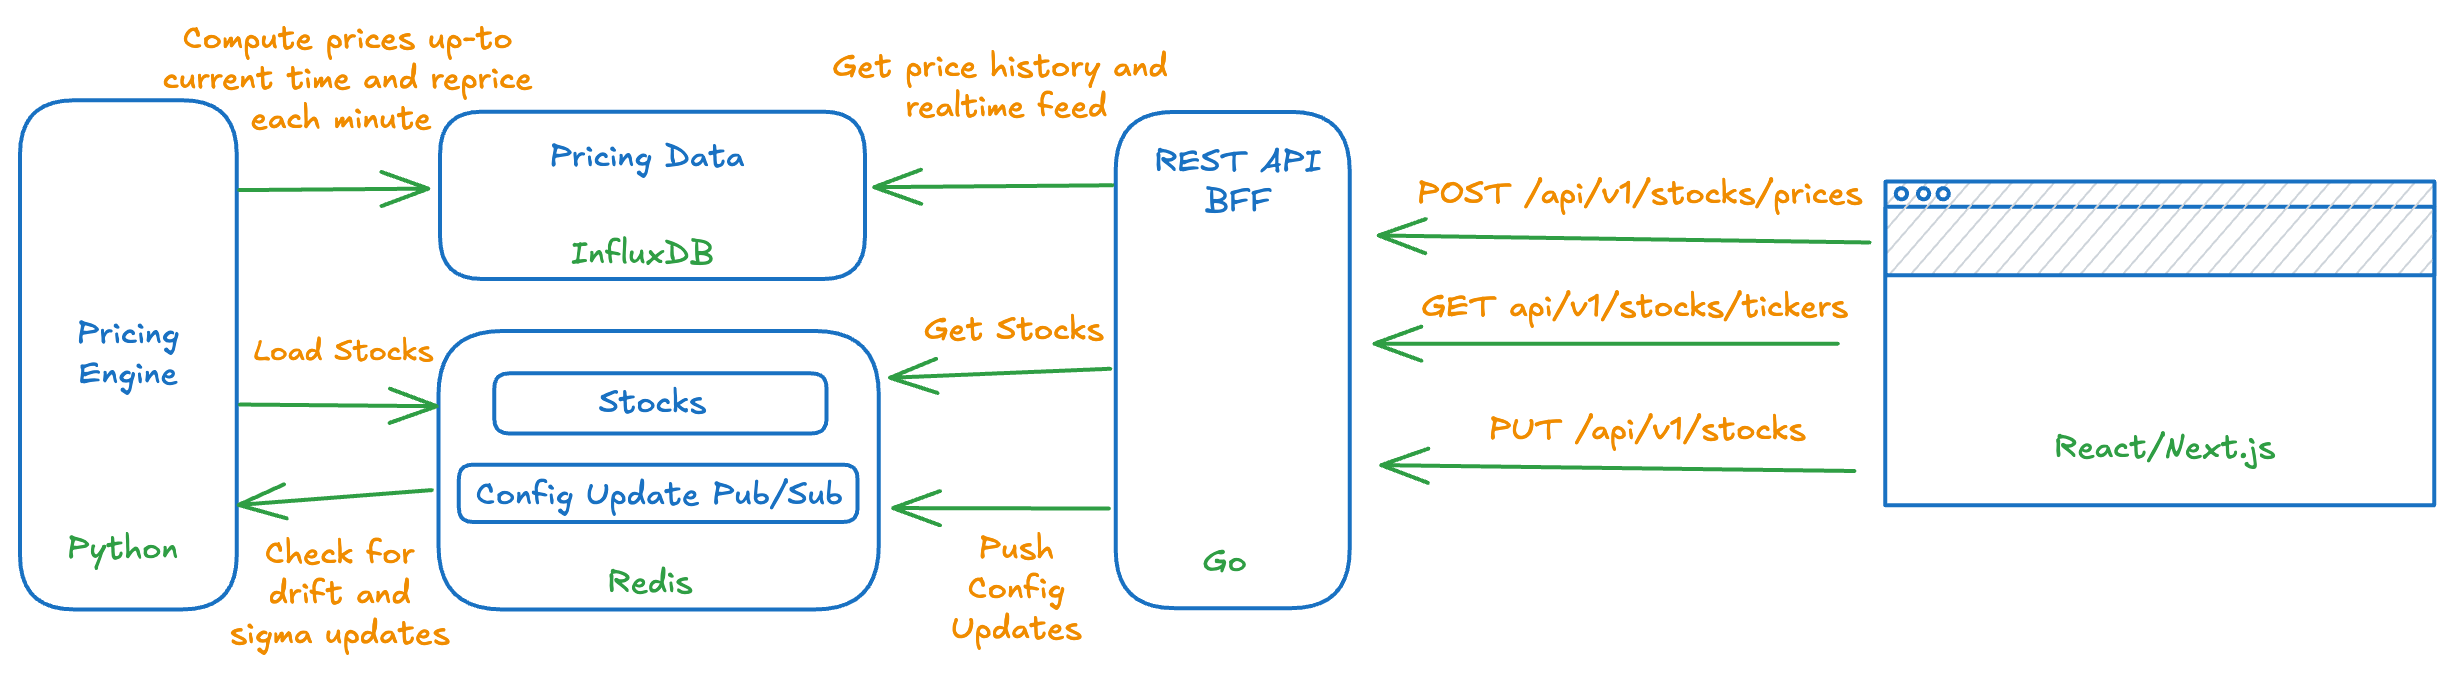 Compute prices up-to
current time and reprice
each minute
Get price history and
realtime feed
Pricing Data
InfluxDB
REST API
BFF
POST /api/v1/stocks/prices
GET api/v1/stocks/tickers
PUT /api/v1/stocks
React/Next.js
Pricing
Engine
Python
Load Stocks
Get Stocks
Stocks
Config Update Pub/Sub
Redis
Check for
drift and
sigma updates
Push
Config
Updates
Go